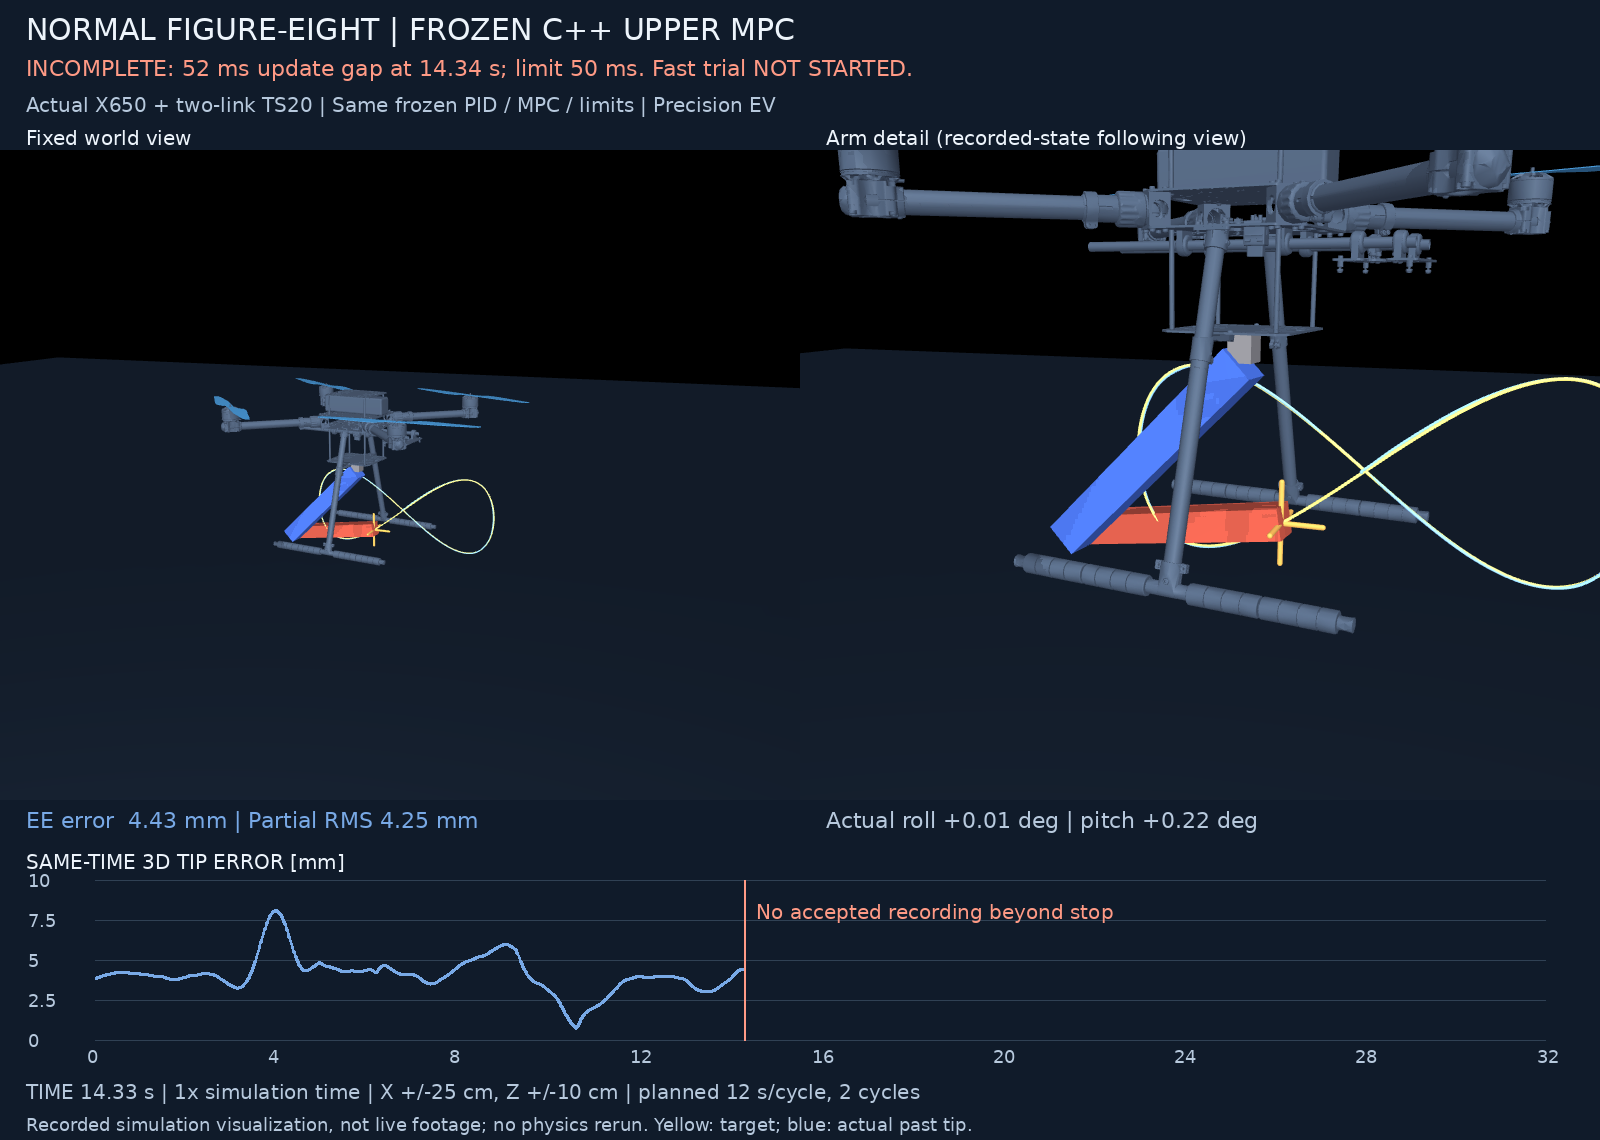 NORMAL FIGURE-EIGHT | FROZEN C++ UPPER MPC
INCOMPLETE: 52 ms update gap at 14.34 s; limit 50 ms. Fast trial NOT STARTED.
Actual X650 + two-link TS20 | Same frozen PID / MPC / limits | Precision EV
Fixed world view
Arm detail (recorded-state following view)
EE error  4.43 mm | Partial RMS 4.25 mm
Actual roll +0.01 deg | pitch +0.22 deg
SAME-TIME 3D TIP ERROR [mm]
10
7.5
5
2.5
0
No accepted recording beyond stop
0 4 8 12 16 20 24 28 32
TIME 14.33 s | 1x simulation time | X +/-25 cm, Z +/-10 cm | planned 12 s/cycle, 2 cycles
Recorded simulation visualization, not live footage; no physics rerun. Yellow: target; blue: actual past tip.